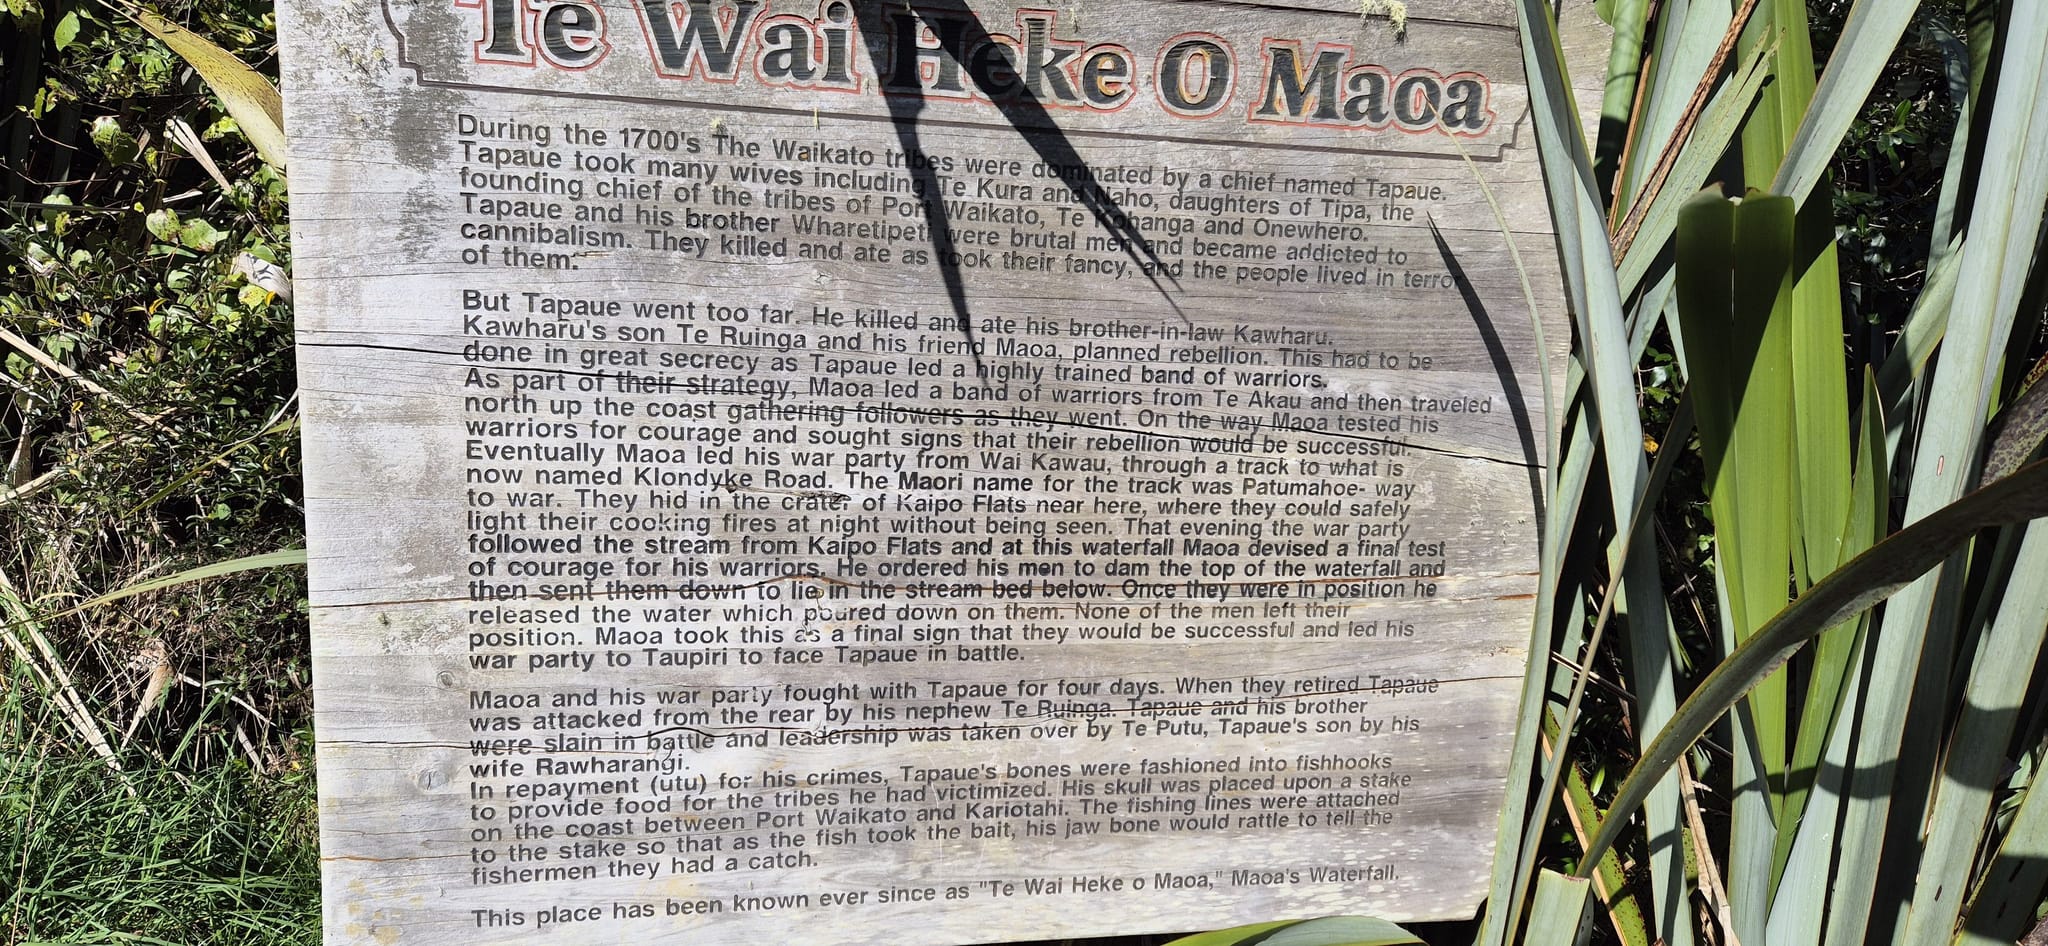 Te Wai Heke O Maoa
During the 1700's The Waikato tribes were dominated by a chief named Tapaue.
Tapaue took many wives including Te Kura and Naho, daughters of Tipa, the
founding chief of the tribes of Port Waikato, Te Kohanga and Onewhero.
Tapaue and his brother Wharetipeti were brutal men and became addicted to
cannibalism. They killed and ate as took their fancy, and the people lived in terror
of them.
But Tapaue went too far. He killed and ate his brother-in-law Kawharu.
Kawharu's son Te Ruinga and his friend Maoa, planned rebellion. This had to be
done in great secrecy as Tapaue led a highly trained band of warriors.
As part of their strategy, Maoa led a band of warriors from Te Akau and then traveled
north up the coast gathering followers as they went. On the way Maoa tested his
warriors for courage and sought signs that their rebellion would be successful.
Eventually Maoa led his war party from Wai Kawau, through a track to what is
now named Klondyke Road. The Maori name for the track was Patumahoe- way
to war. They hid in the crater of Kaipo Flats near here, where they could safely
light their cooking fires at night without being seen. That evening the war party
followed the stream from Kaipo Flats and at this waterfall Maoa devised a final test
of courage for his warriors. He ordered his men to dam the top of the waterfall and
then sent them down to lie in the stream bed below. Once they were in position he
released the water which poured down on them. None of the men left their
position. Maoa took this as a final sign that they would be successful and led his
war party to Taupiri to face Tapaue in battle.
Maoa and his war party fought with Tapaue for four days. When they retired Tapaue
was attacked from the rear by his nephew Te Ruinga. Tapaue and his brother
were slain in battle and leadership was taken over by Te Putu, Tapaue's son by his
wife Rawharangi.
In repayment (utu) for his crimes, Tapaue's bones were fashioned into fishhooks
to provide food for the tribes he had victimized. His skull was placed upon a stake
on the coast between Port Waikato and Kariotahi. The fishing lines were attached
to the stake so that as the fish took the bait, his jaw bone would rattle to tell the
fishermen they had a catch.
This place has been known ever since as "Te Wai Heke o Maoa," Maoa's Waterfall.